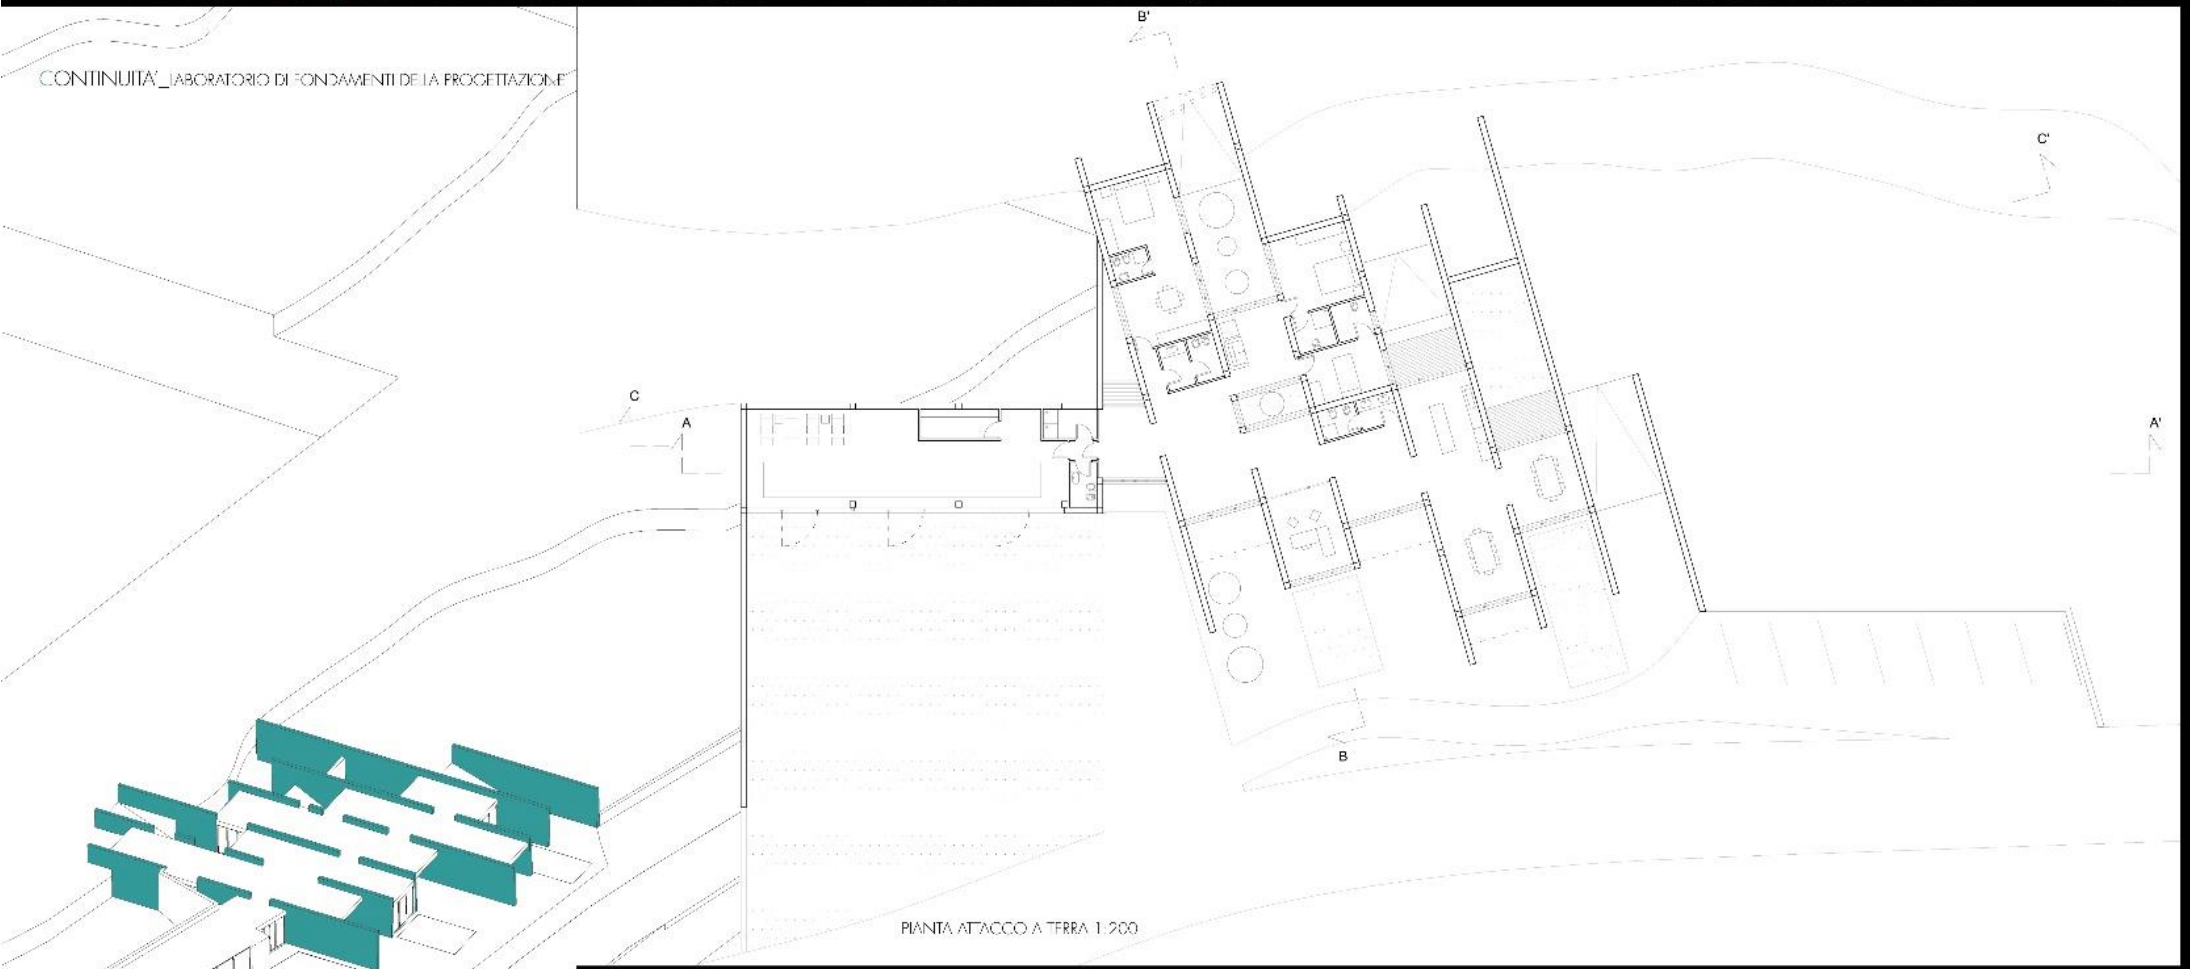 B'
CONTINUITA'_LABORATORIO DI FONDAMENTI DELLA PROGETTAZIONE
C'
C
A
A'
B
PIANTA ATTACCO A TERRA 1:200